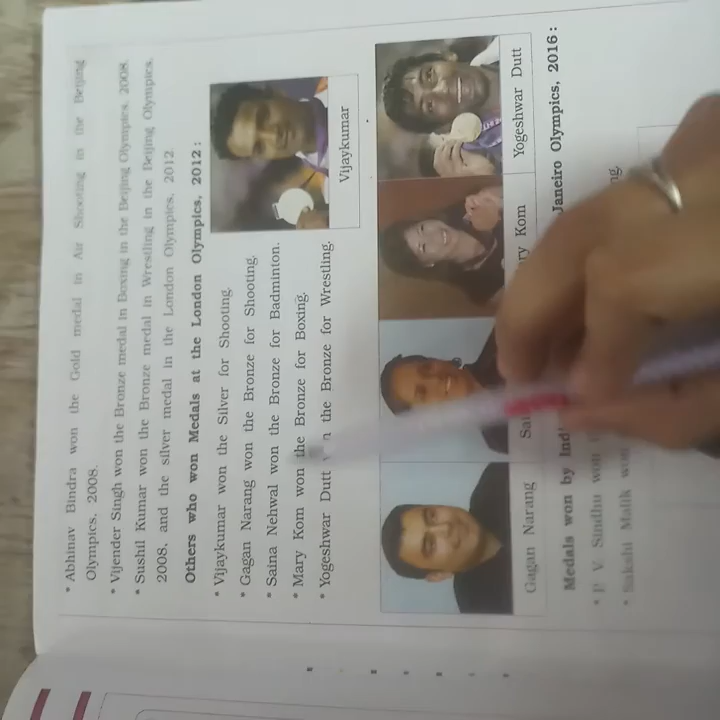 • Abhinav Bindra won the Gold medal in Air Shooting in the Beijing
Olympics, 2008.
• Vijender Singh won the Bronze medal in Boxing in the Beijing Olympics, 2008.
• Sushil Kumar won the Bronze medal in Wrestling in the Beijing Olympics,
2008, and the silver medal in the London Olympics, 2012.
Others who won Medals at the London Olympics, 2012:
• Vijaykumar won the Silver for Shooting.
• Gagan Narang won the Bronze for Shooting.
• Saina Nehwal won the Bronze for Badminton.
• Mary Kom won the Bronze for Boxing.
• Yogeshwar Dutt the Bronze for Wrestling.
Vijaykumar
Gagan Narang
Kom
Yogeshwar Dutt
Medals won by Janeiro Olympics, 2016:
• P. V. Sindhu won
• Sakshi Malik